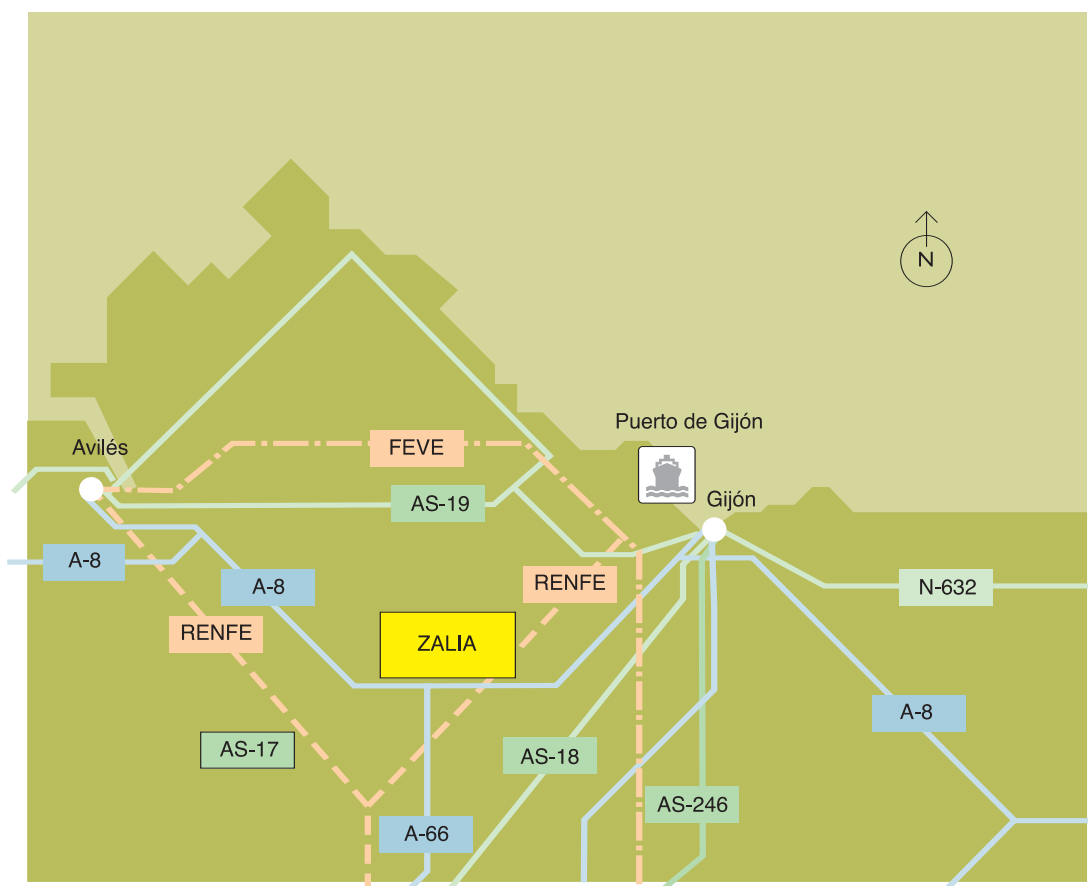 N
Puerto de Gijón
Avilés
FEVE
Gijón
AS-19
A-8
A-8
RENFE
N-632
RENFE
ZALIA
A-8
AS-17
AS-18
AS-246
A-66